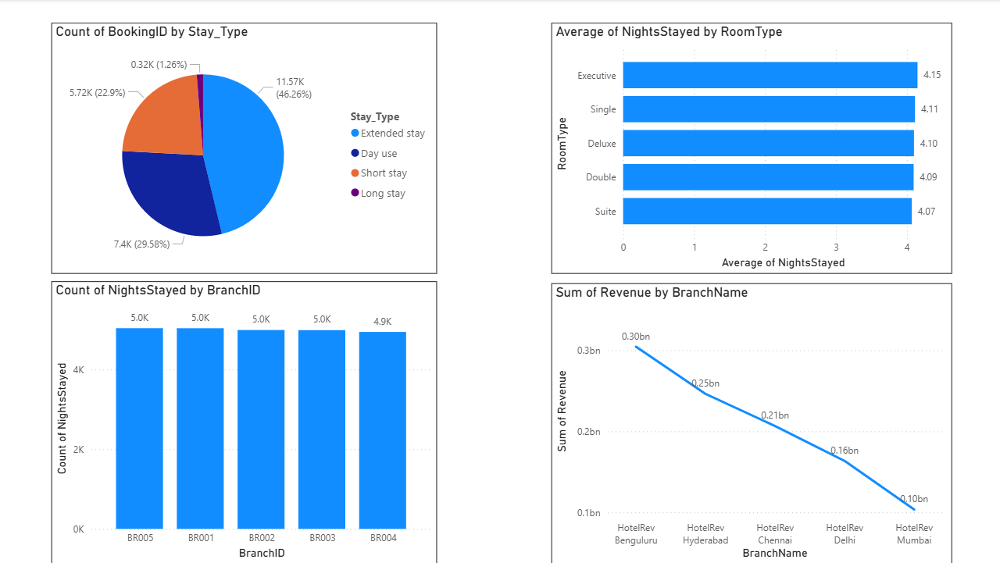 Count of BookingID by Stay_Type
0.32K (1.26%)
11.57K
(46.26%)
5.72K (22.9%)
7.4K (29.58%)
Stay_Type
Extended stay
Day use
Short stay
Long stay
Average of NightsStayed by RoomType
RoomType
Executive
4.15
Single
4.11
Deluxe
4.10
Double
4.09
Suite
4.07
0 1 2 3 4
Average of NightsStayed
Count of NightsStayed by BranchID
Count of NightsStayed
5.0K 5.0K 5.0K 5.0K 4.9K
4K
2K
0K
BR005 BR001 BR002 BR003 BR004
BranchID
Sum of Revenue by BranchName
Sum of Revenue
0.30bn
0.3bn
0.25bn
0.21bn
0.2bn
0.16bn
0.10bn
0.1bn
HotelRev
Benguluru
HotelRev
Hyderabad
HotelRev
Chennai
HotelRev
Delhi
HotelRev
Mumbai
BranchName